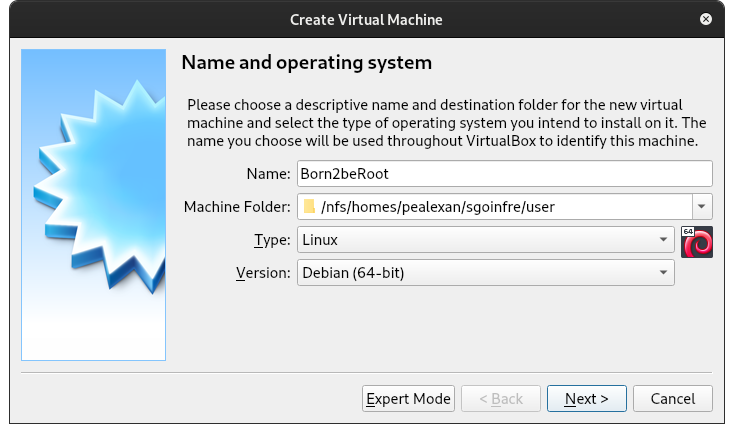 Create Virtual Machine
Name and operating system
Please choose a descriptive name and destination folder for the new virtual
machine and select the type of operating system you intend to install on it. The
name you choose will be used throughout VirtualBox to identify this machine.
Name: Born2beRoot
Machine Folder: /nfs/homes/pealexan/sgoinfre/user
Type: Linux
64
Version: Debian (64-bit)
Expert Mode < Back Next > Cancel